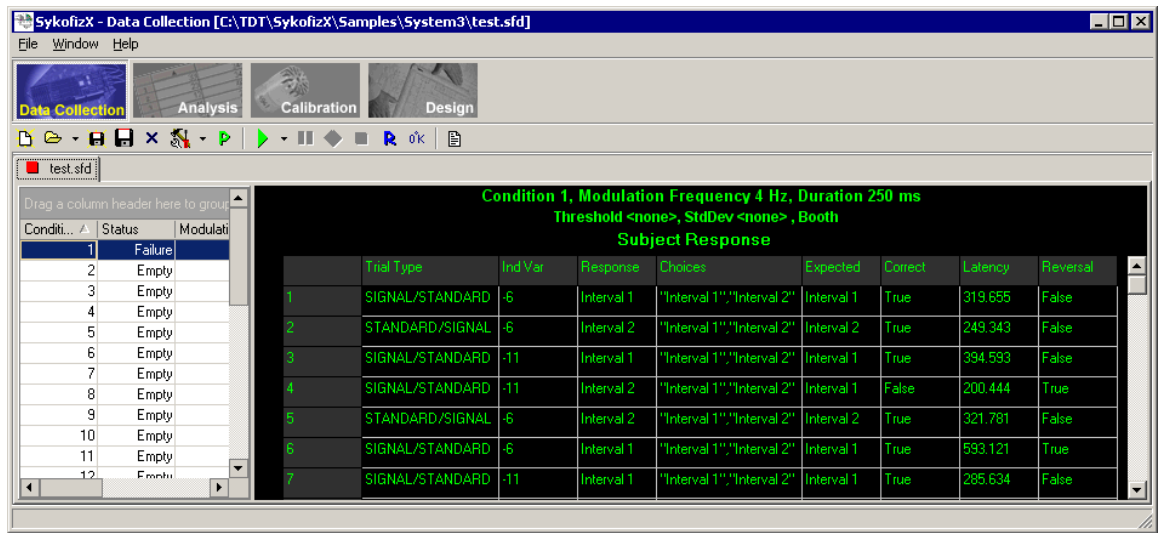 SykofizX - Data Collection [C:\TDT\SykofizX\Samples\System3\test.sfd]
File Window Help
Data Collection Analysis Calibration Design
P R o'K
test.sfd
Drag a column header here to group
Conditi... Status Modulati
1 Failure
2 Empty
3 Empty
4 Empty
5 Empty
6 Empty
7 Empty
8 Empty
9 Empty
10 Empty
11 Empty
12 Empty
Condition 1, Modulation Frequency 4 Hz, Duration 250 ms
Threshold <none>, StdDev <none> , Booth
Subject Response
Trial Type Ind Var Response Choices Expected Correct Latency Reversal
1 SIGNAL/STANDARD -6 Interval 1 "Interval 1","Interval 2" Interval 1 True 319.655 False
2 STANDARD/SIGNAL -6 Interval 2 "Interval 1","Interval 2" Interval 2 True 249.343 False
3 SIGNAL/STANDARD -11 Interval 1 "Interval 1","Interval 2" Interval 1 True 394.593 False
4 SIGNAL/STANDARD -11 Interval 2 "Interval 1","Interval 2" Interval 1 False 200.444 True
5 STANDARD/SIGNAL -6 Interval 2 "Interval 1","Interval 2" Interval 2 True 321.781 False
6 SIGNAL/STANDARD -6 Interval 1 "Interval 1","Interval 2" Interval 1 True 593.121 True
7 SIGNAL/STANDARD -11 Interval 1 "Interval 1","Interval 2" Interval 1 True 285.634 False